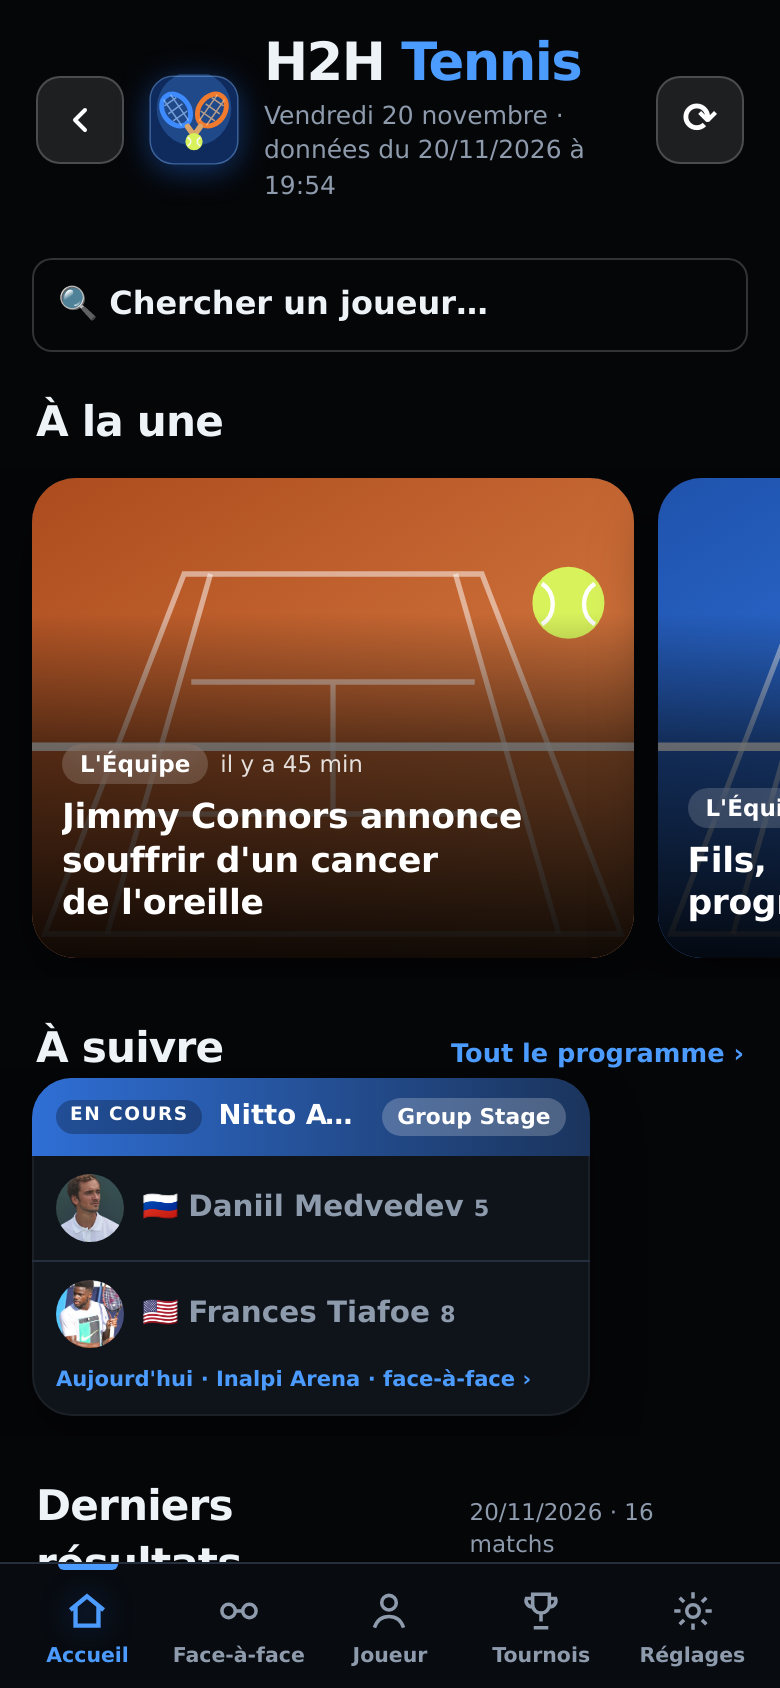 H2H Tennis
Vendredi 20 novembre ·
données du 20/11/2026 à
19:54
Chercher un joueur…
À la une
L'Équipe il y a 45 min
Jimmy Connors annonce
souffrir d'un cancer
de l'oreille
L'Équi
Fils,
progr
À suivre
Tout le programme ›
EN COURS Nitto A… Group Stage
Daniil Medvedev 5
Frances Tiafoe 8
Aujourd'hui · Inalpi Arena · face-à-face ›
Derniers
résultats
20/11/2026 · 16
matchs
Accueil Face-à-face Joueur Tournois Réglages